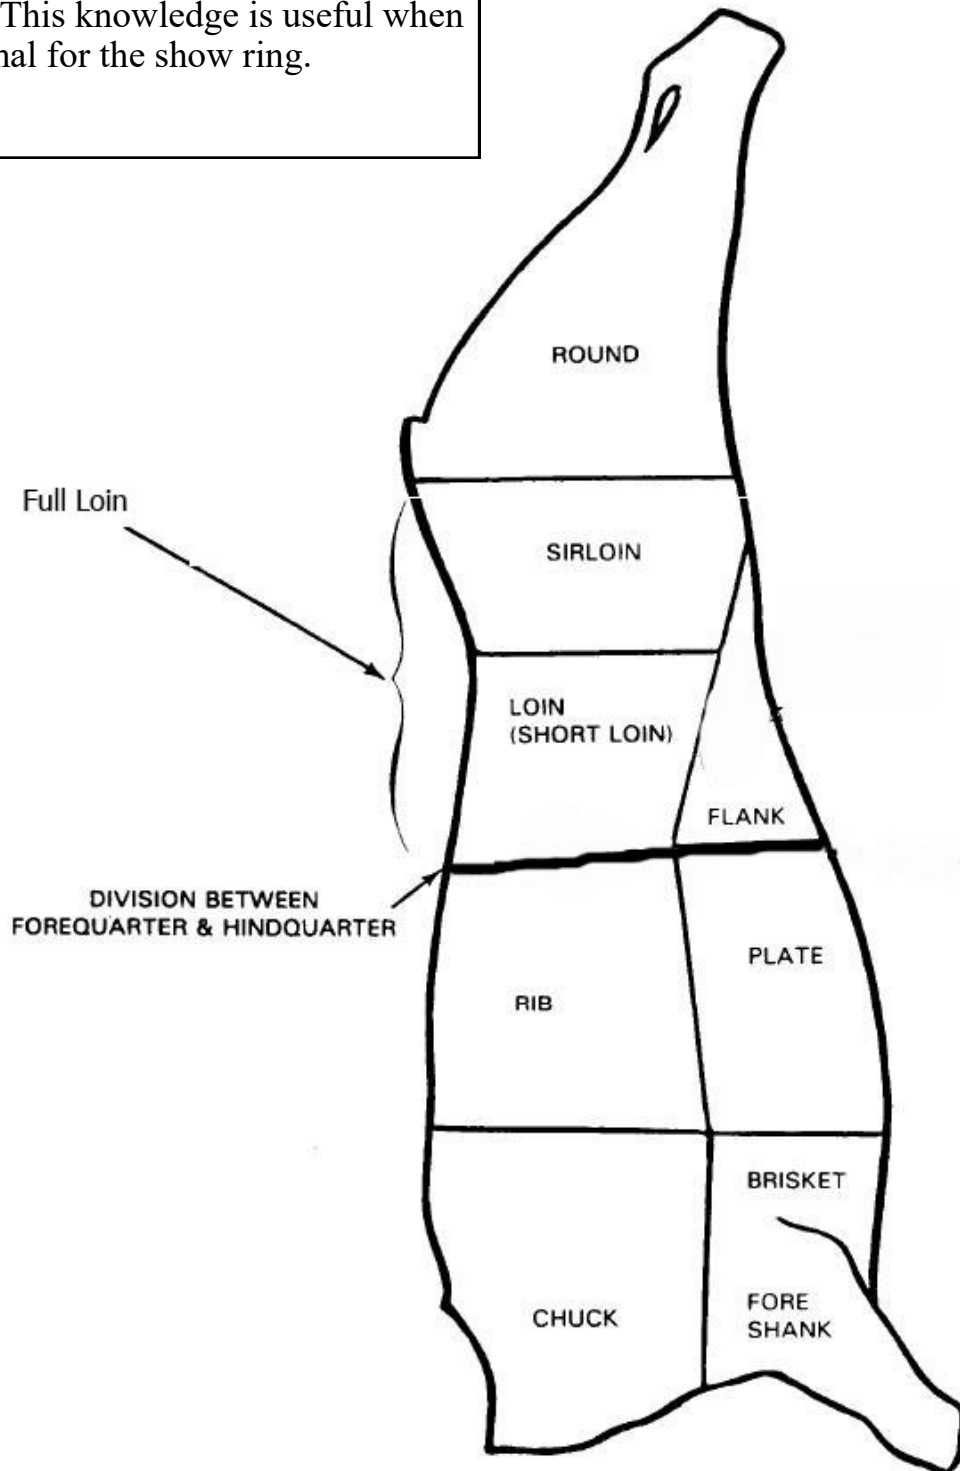 This knowledge is useful when
nal for the show ring.
ROUND
Full Loin
SIRLOIN
LOIN
(SHORT LOIN)
FLANK
DIVISION BETWEEN
FOREQUARTER & HINDQUARTER
PLATE
RIB
BRISKET
CHUCK
FORE
SHANK